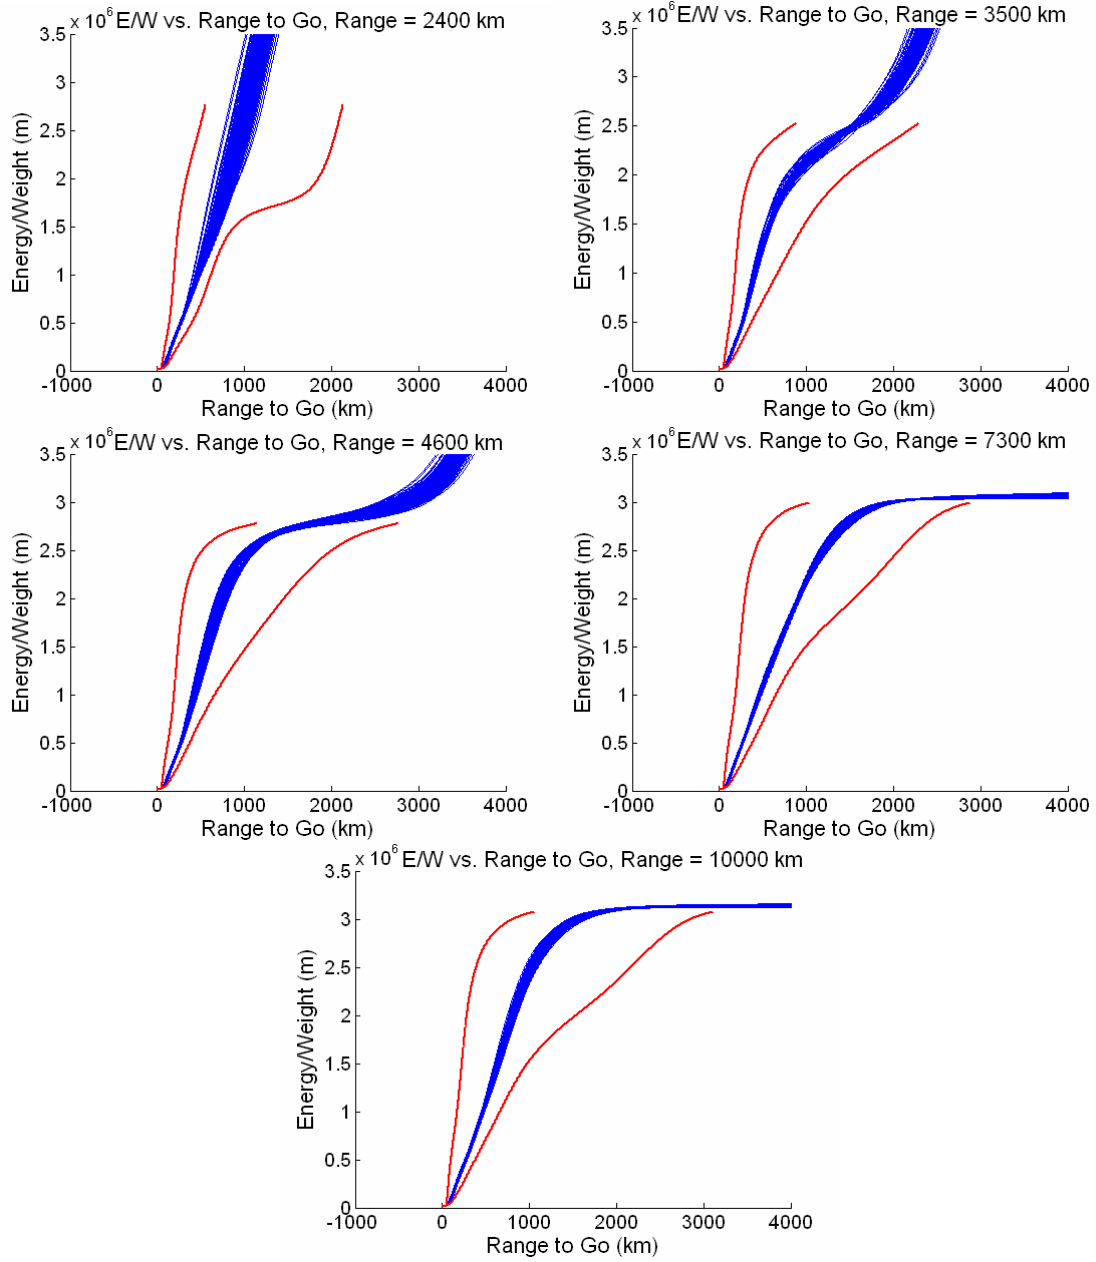 x 10^6 E/W vs. Range to Go, Range = 2400 km
3.5
3
2.5
2
1.5
1
0.5
0
Energy/Weight (m)
-1000 0 1000 2000 3000 4000
Range to Go (km)
x 10^6 E/W vs. Range to Go, Range = 3500 km
3.5
3
2.5
2
1.5
1
0.5
0
Energy/Weight (m)
-1000 0 1000 2000 3000 4000
Range to Go (km)
x 10^6 E/W vs. Range to Go, Range = 4600 km
3.5
3
2.5
2
1.5
1
0.5
0
Energy/Weight (m)
-1000 0 1000 2000 3000 4000
Range to Go (km)
x 10^6 E/W vs. Range to Go, Range = 7300 km
3.5
3
2.5
2
1.5
1
0.5
0
Energy/Weight (m)
-1000 0 1000 2000 3000 4000
Range to Go (km)
x 10^6 E/W vs. Range to Go, Range = 10000 km
3.5
3
2.5
2
1.5
1
0.5
0
Energy/Weight (m)
-1000 0 1000 2000 3000 4000
Range to Go (km)